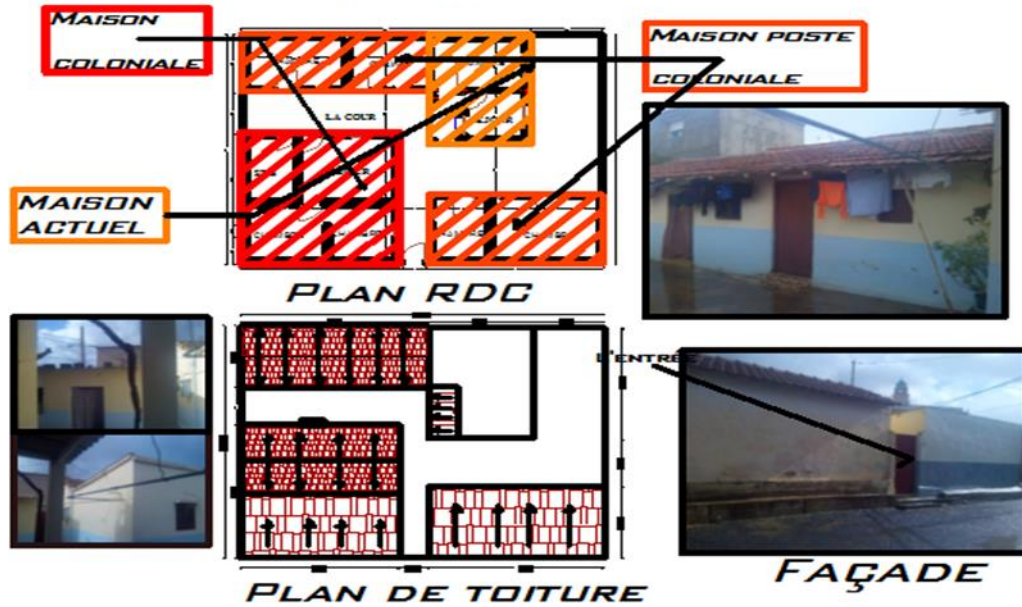 MAISON
COLONIALE
MAISON POSTE
COLONIALE
LA COUR
MAISON
ACTUEL
PLAN RDC
L'ENTRÉE
FAÇADE
PLAN DE TOITURE